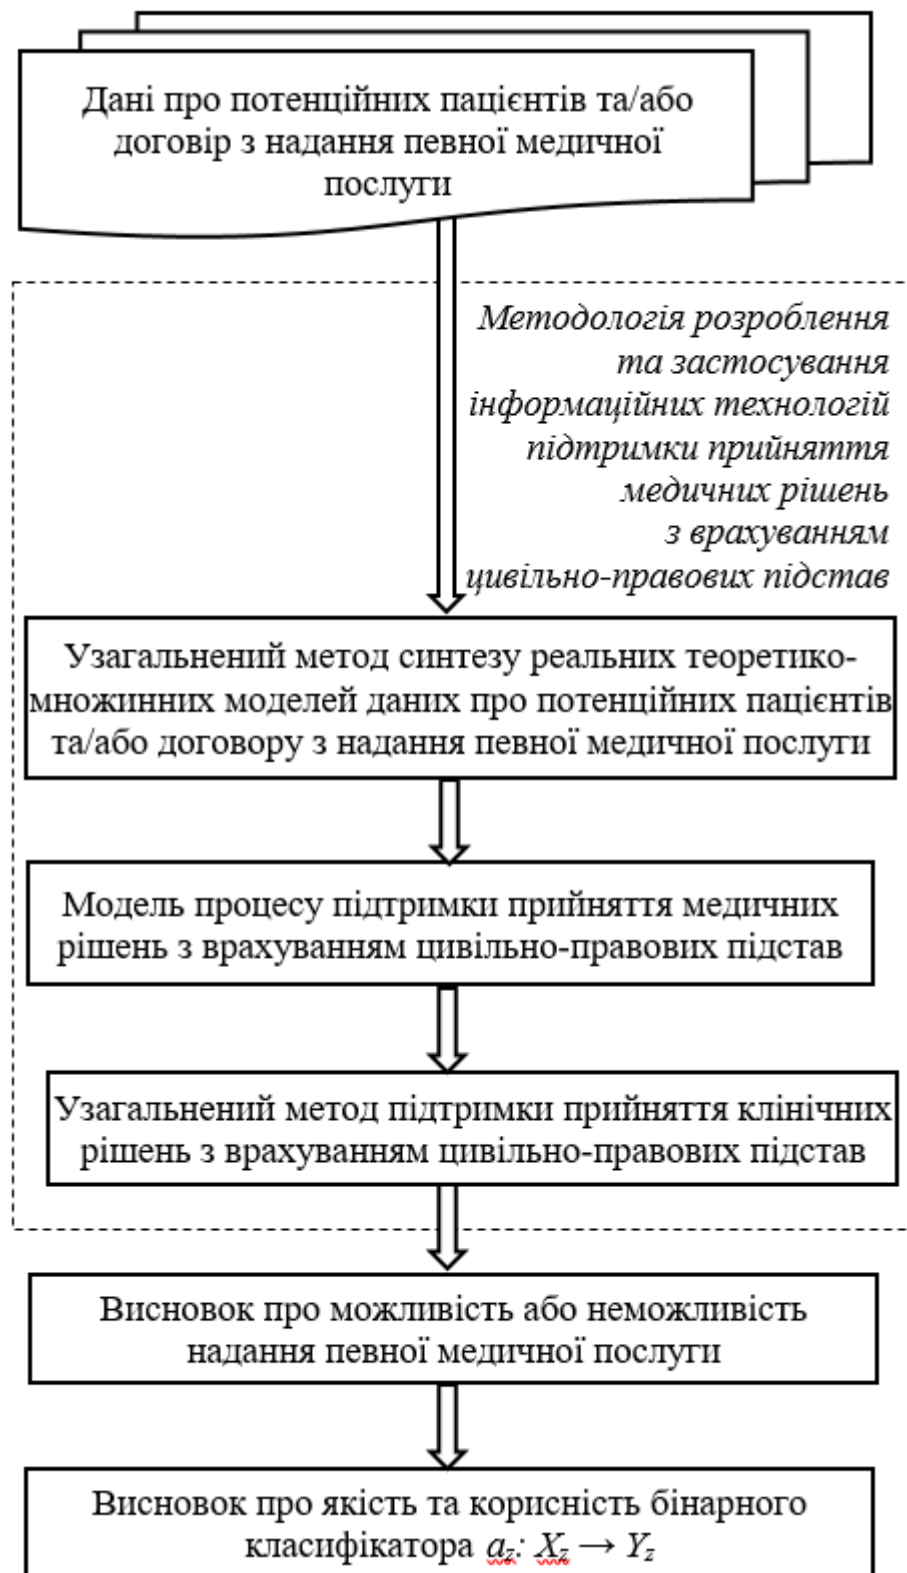 Дані про потенційних пацієнтів та/або
договір з надання певної медичної
послуги
Методологія розроблення
та застосування
інформаційних технологій
підтримки прийняття
медичних рішень
з врахуванням
цивільно-правових підстав
Узагальнений метод синтезу реальних теоретико-
множинних моделей даних про потенційних пацієнтів
та/або договору з надання певної медичної послуги
Модель процесу підтримки прийняття медичних
рішень з врахуванням цивільно-правових підстав
Узагальнений метод підтримки прийняття клінічних
рішень з врахуванням цивільно-правових підстав
Висновок про можливість або неможливість
надання певної медичної послуги
Висновок про якість та корисність бінарного
класифікатора a_z: X_z → Y_z